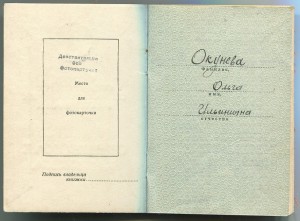 Действительно
без
фотокарточки
Место
для
фотокарточки
Подпись владельца
книжки
Окунева
ФАМИЛИЯ
Ольга
ИМЯ
Ильинична
ОТЧЕСТВО